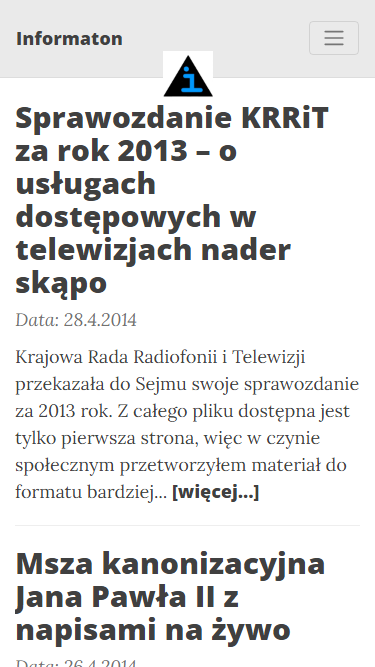 Informaton
i
Sprawozdanie KRRiT
za rok 2013 – o
usługach
dostępowych w
telewizjach nader
skąpo
Data: 28.4.2014
Krajowa Rada Radiofonii i Telewizji
przekazała do Sejmu swoje sprawozdanie
za 2013 rok. Z całego pliku dostępna jest
tylko pierwsza strona, więc w czynie
społecznym przetworzyłem materiał do
formatu bardziej... [więcej...]
Msza kanonizacyjna
Jana Pawła II z
napisami na żywo
Data: 26.4.2014